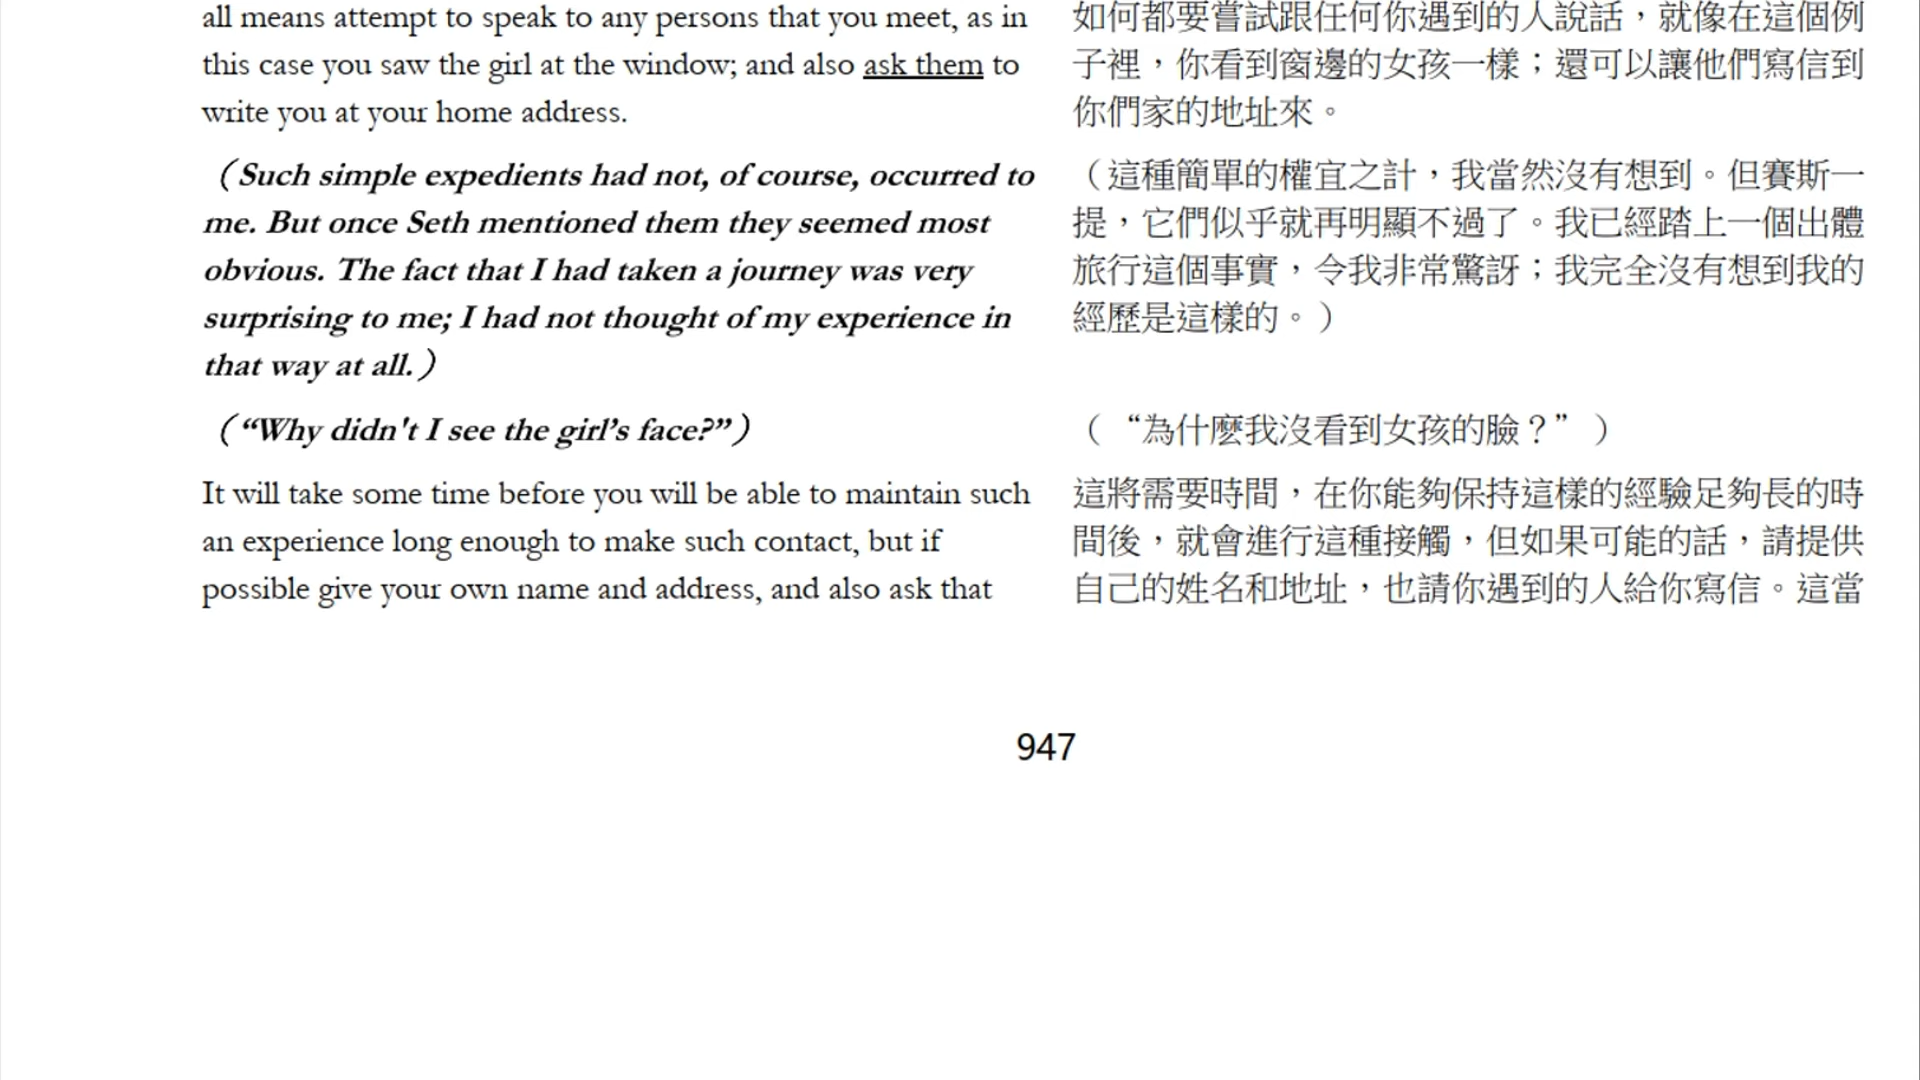 all means attempt to speak to any persons that you meet, as in
this case you saw the girl at the window; and also ask them to
write you at your home address.
（Such simple expedients had not, of course, occurred to
me. But once Seth mentioned them they seemed most
obvious. The fact that I had taken a journey was very
surprising to me; I had not thought of my experience in
that way at all.）
（“Why didn't I see the girl’s face?”）
It will take some time before you will be able to maintain such
an experience long enough to make such contact, but if
possible give your own name and address, and also ask that
如何都要嘗試跟任何你遇到的人說話，就像在這個例
子裡，你看到窗邊的女孩一樣；還可以讓他們寫信到
你們家的地址來。
（這種簡單的權宜之計，我當然沒有想到。但賽斯一
提，它們似乎就再明顯不過了。我已經踏上一個出體
旅行這個事實，令我非常驚訝；我完全沒有想到我的
經歷是這樣的。）
（“為什麼我沒看到女孩的臉？”）
這將需要時間，在你能夠保持這樣的經驗足夠長的時
間後，就會進行這種接觸，但如果可能的話，請提供
自己的姓名和地址，也請你遇到的人給你寫信。這當
947